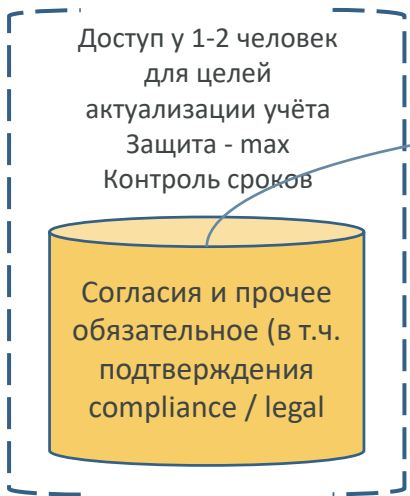 Доступ у 1-2 человек
для целей
актуализации учёта
Защита - max
Контроль сроков
Согласия и прочее
обязательное (в т.ч.
подтверждения
compliance / legal